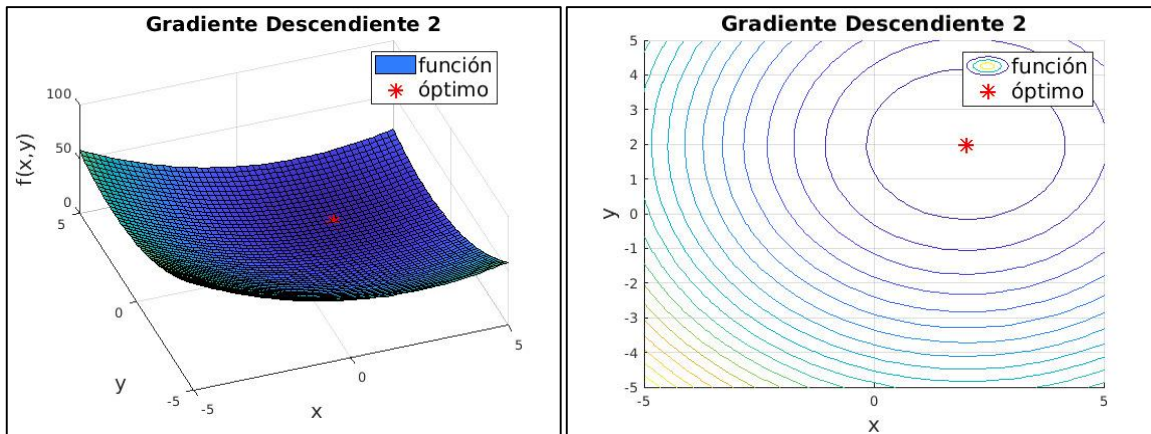 Gradiente Descendiente 2
función
óptimo
100
50
0
f(x,y)
5
0
-5
y
-5
0
5
x
Gradiente Descendiente 2
función
óptimo
5
4
3
2
1
0
-1
-2
-3
-4
-5
y
-5
0
5
x